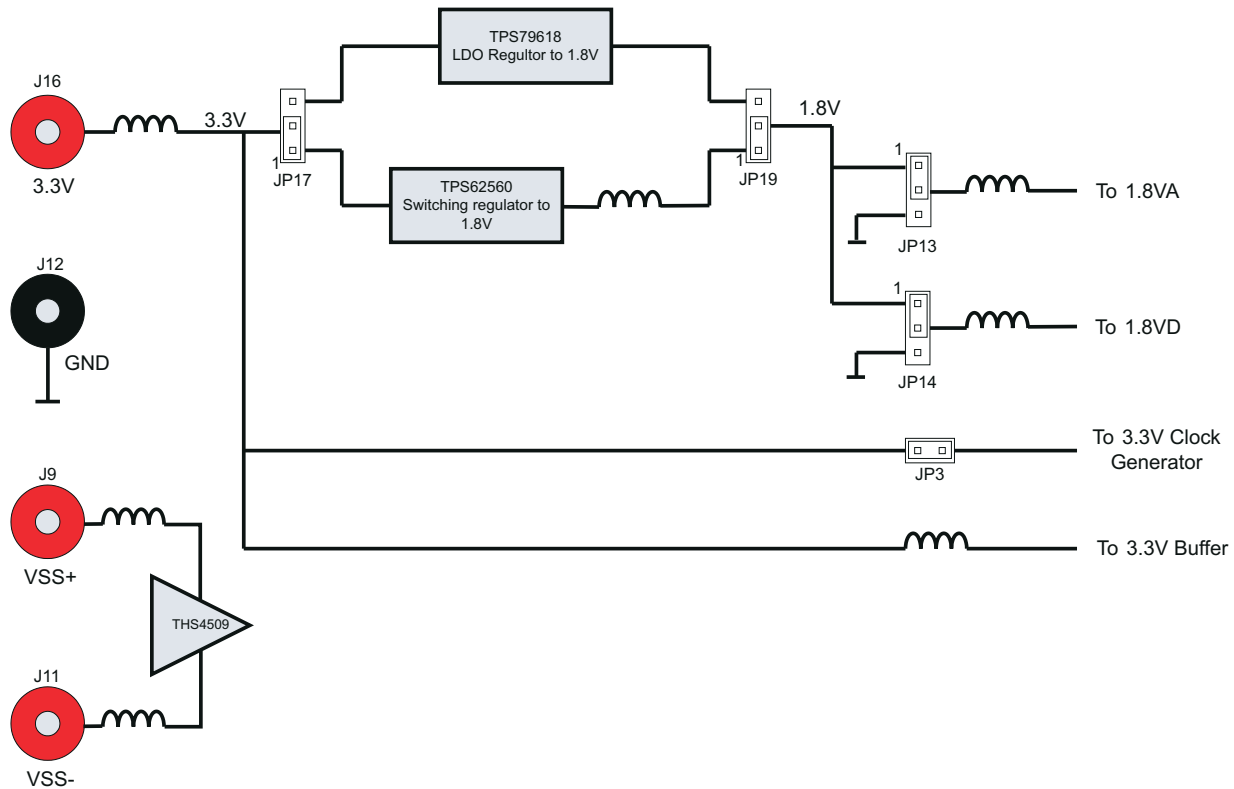 TPS79618
LDO Regultor to 1.8V
J16
3.3V
1.8V
1
1
1
JP17
JP19
TPS62560
Switching regulator to
1.8V
3.3V
To 1.8VA
JP13
J12
1
To 1.8VD
GND
JP14
To 3.3V Clock
Generator
J9
JP3
To 3.3V Buffer
VSS+
THS4509
J11
VSS-